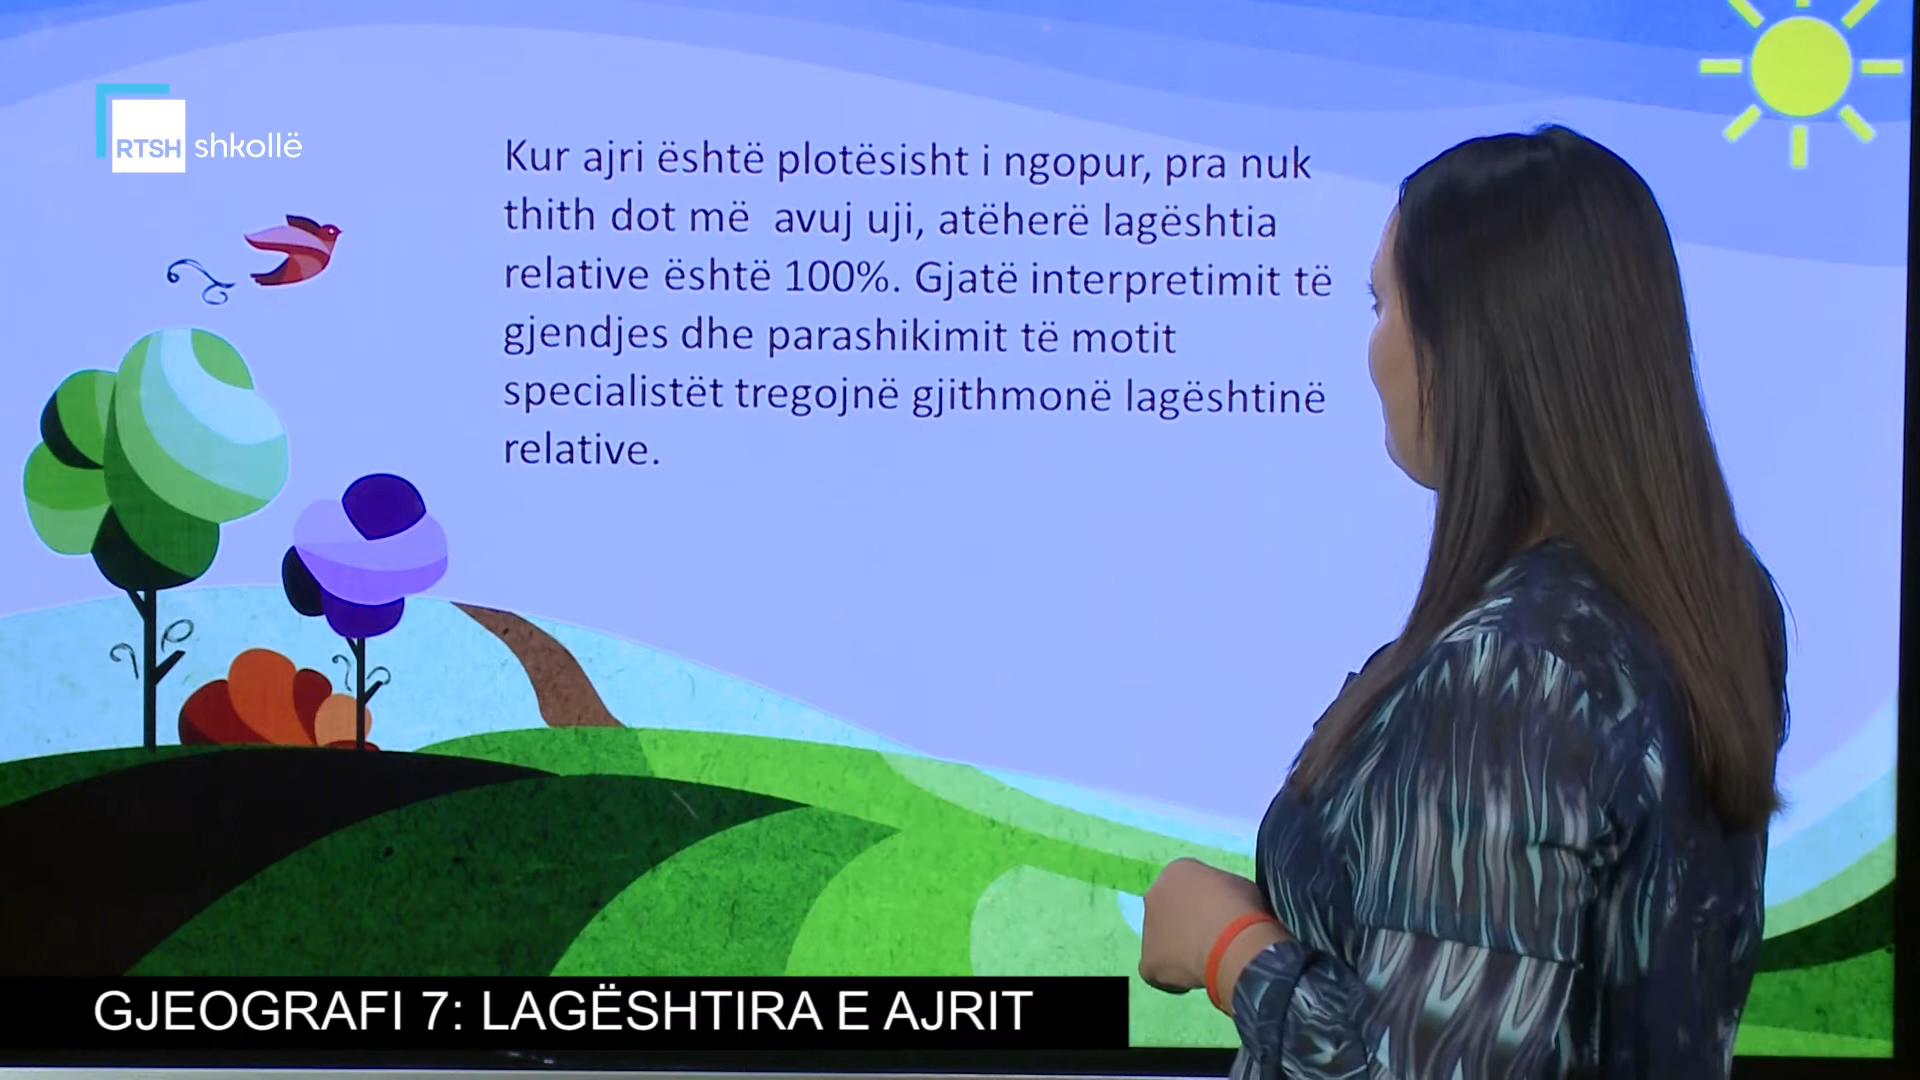 RTSH shkollë
Kur ajri është plotësisht i ngopur, pra nuk
thith dot më avuj uji, atëherë lagështia
relative është 100%. Gjatë interpretimit të
gjendjes dhe parashikimit të motit
specialistët tregojnë gjithmonë lagështinë
relative.
GJEOGRAFI 7: LAGËSHTIRA E AJRIT